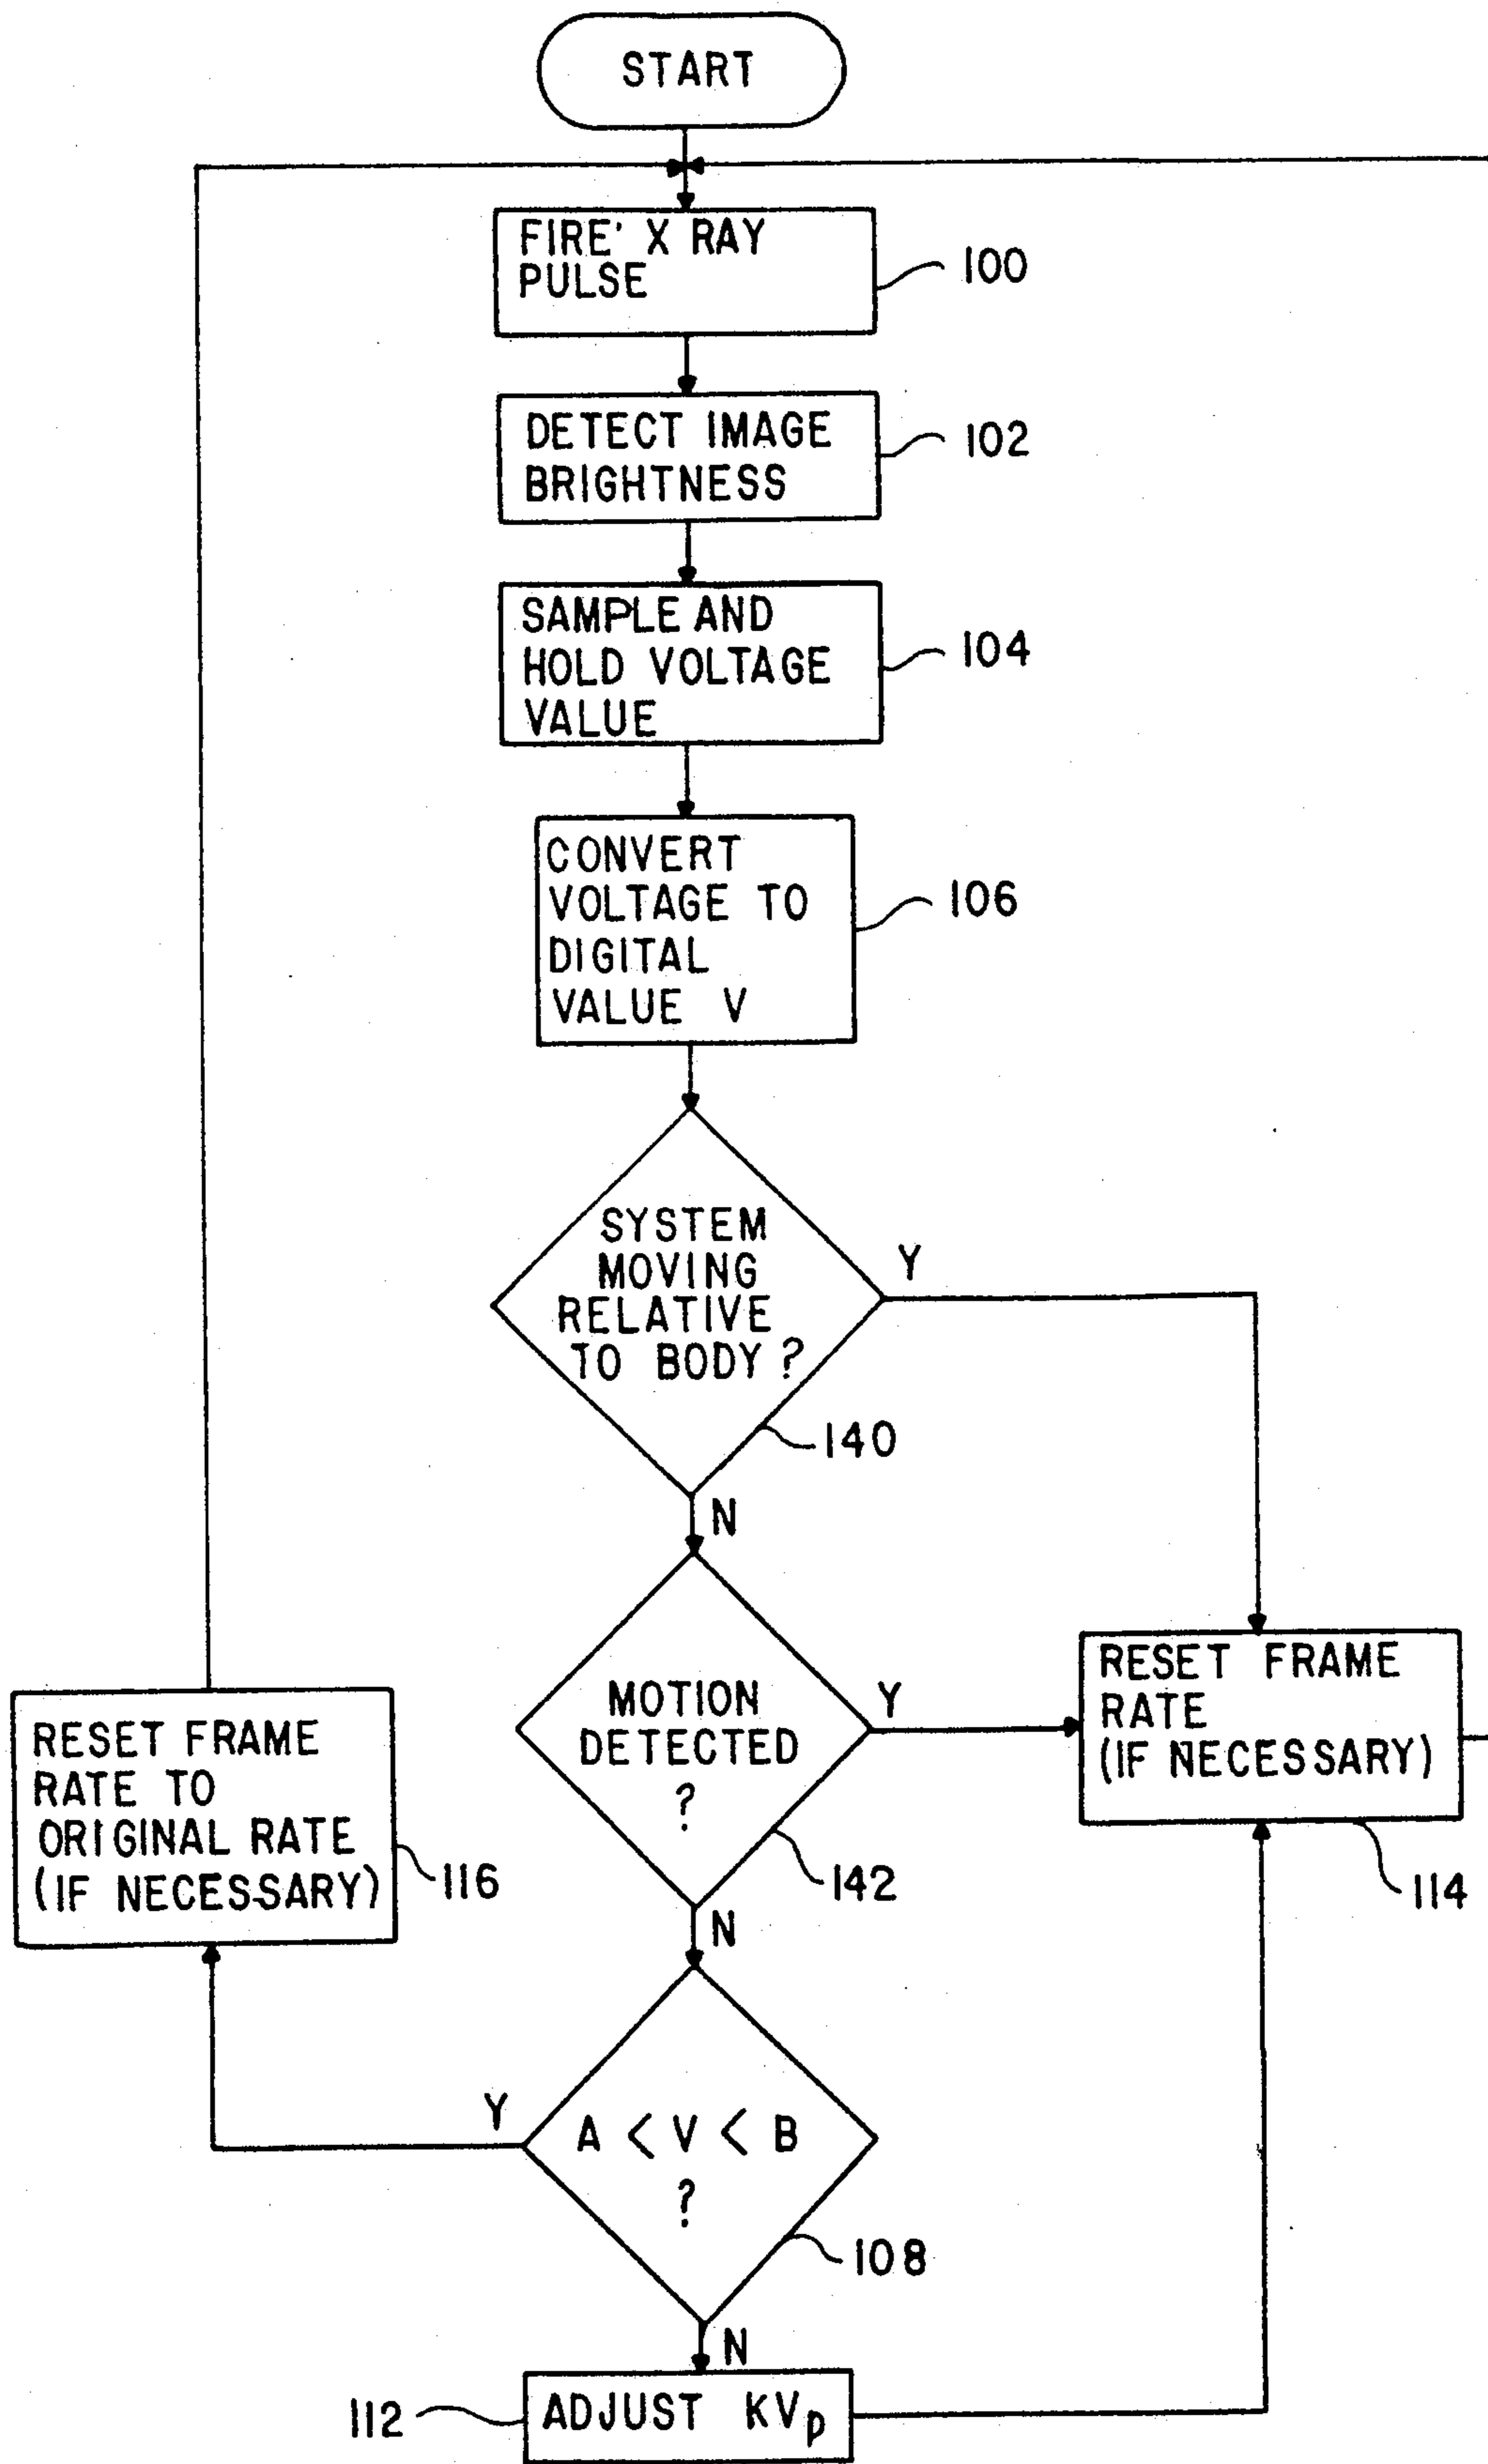 START
FIRE' X RAY
PULSE
100
DETECT IMAGE
BRIGHTNESS
102
SAMPLE AND
HOLD VOLTAGE
VALUE
104
CONVERT
VOLTAGE TO
DIGITAL
VALUE V
106
SYSTEM
MOVING
RELATIVE
TO BODY ?
Y
140
N
MOTION
DETECTED
?
Y
142
N
RESET FRAME
RATE
(IF NECESSARY)
114
RESET FRAME
RATE TO
ORIGINAL RATE
(IF NECESSARY)
116
Y
A < V < B
?
108
N
112
ADJUST KVp